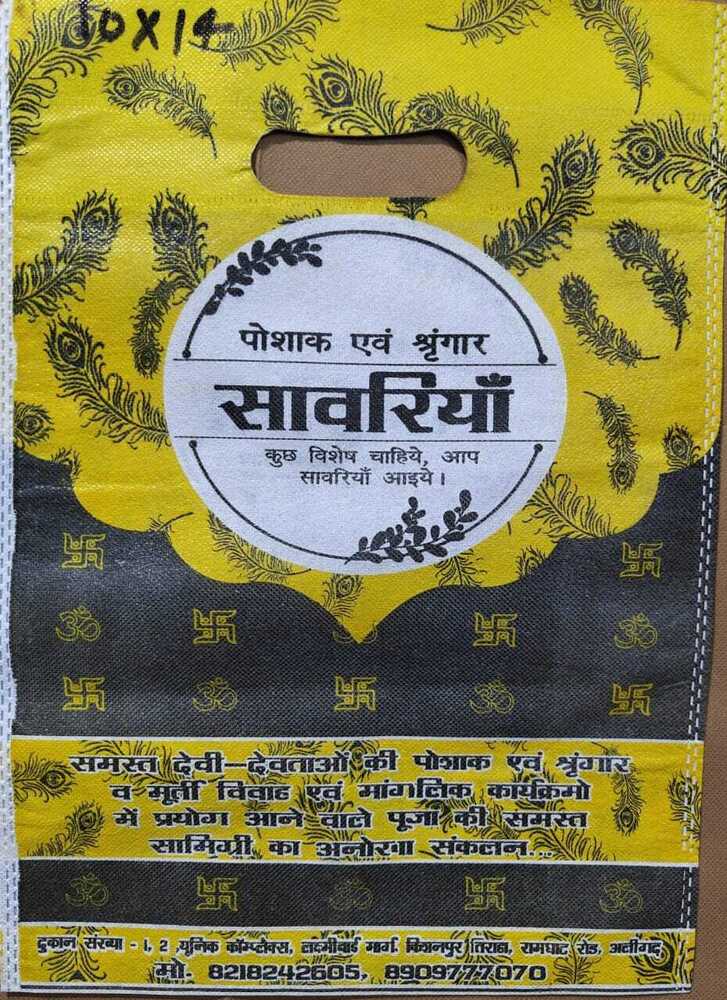 10X14
पोशाक एवं श्रृंगार
सावरियाँ
कुछ विशेष चाहिये, आप
सावरियाँ आइये।
समस्त देवी-देवताओं की पोशाक एवं श्रृंगार
व मूर्ती विवाह एवं मांगलिक कार्यक्रमो
में प्रयोग आने वाले पूजा की समस्त
सामिग्री का अनोखा संकलन...
दुकान संख्या - 1, 2 ,यूनिक कॉम्प्लैक्स, लक्ष्मीबाई मार्ग किशनपुर तिराहा, रामघाट रोड, अलीगढ़
मो. 8218242605, 8909777070